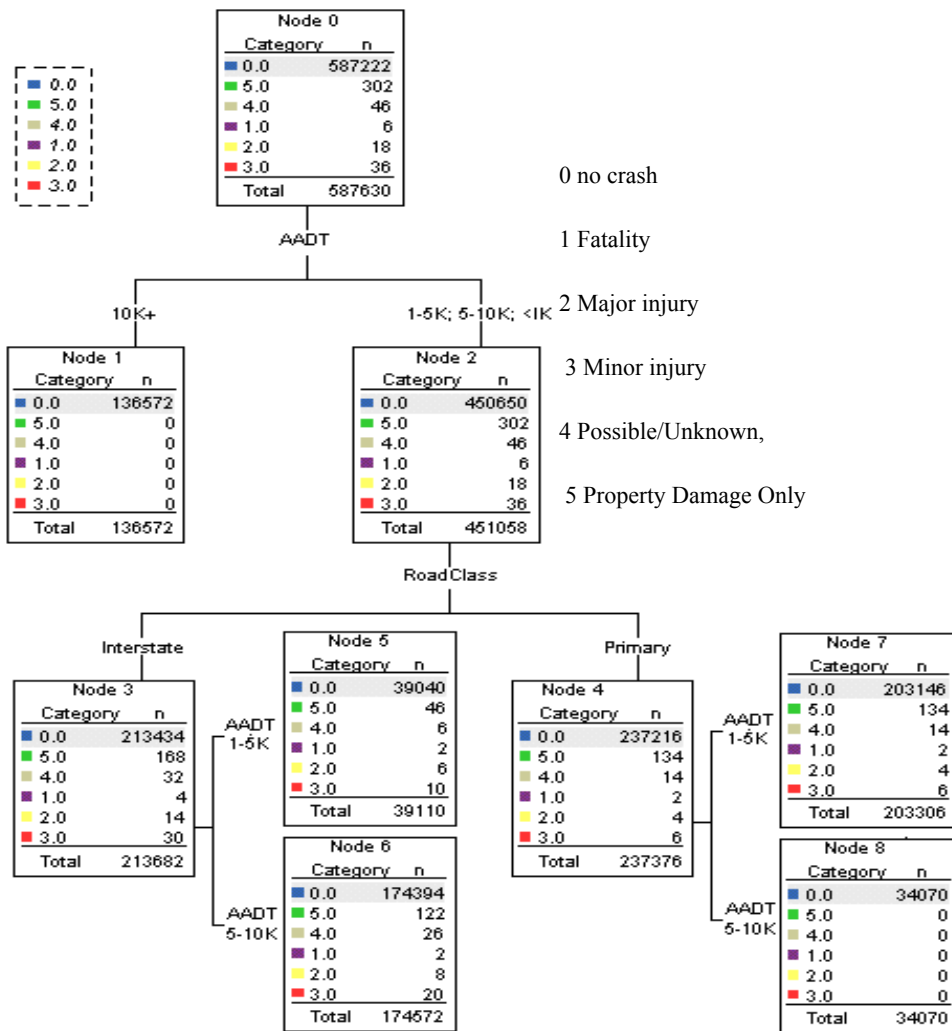 Node 0
Category n
0.0 587222
5.0 302
4.0 46
1.0 6
2.0 18
3.0 36
Total 587630
0.0
5.0
4.0
1.0
2.0
3.0
0 no crash
1 Fatality
2 Major injury
3 Minor injury
4 Possible/Unknown,
5 Property Damage Only
AADT
10K+
1-5K; 5-10K; <IK
Node 1
Category n
0.0 136572
5.0 0
4.0 0
1.0 0
2.0 0
3.0 0
Total 136572
Node 2
Category n
0.0 450650
5.0 302
4.0 46
1.0 6
2.0 18
3.0 36
Total 451058
RoadClass
Interstate
Primary
Node 3
Category n
0.0 213434
5.0 168
4.0 32
1.0 4
2.0 14
3.0 30
Total 213682
AADT
1-5K
Node 5
Category n
0.0 39040
5.0 46
4.0 6
1.0 2
2.0 6
3.0 10
Total 39110
AADT
5-10K
Node 6
Category n
0.0 174394
5.0 122
4.0 26
1.0 2
2.0 8
3.0 20
Total 174572
Node 4
Category n
0.0 237216
5.0 134
4.0 14
1.0 2
2.0 4
3.0 6
Total 237376
AADT
1-5K
Node 7
Category n
0.0 203146
5.0 134
4.0 14
1.0 2
2.0 4
3.0 6
Total 203306
AADT
5-10K
Node 8
Category n
0.0 34070
5.0 0
4.0 0
1.0 0
2.0 0
3.0 0
Total 34070